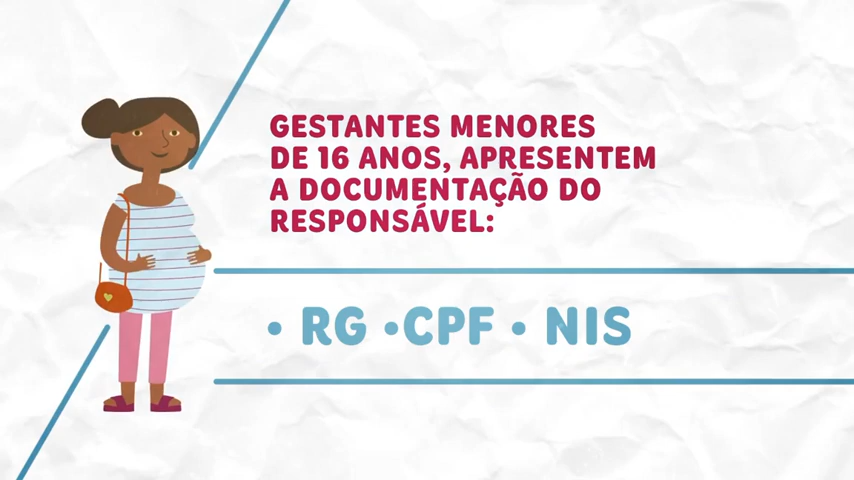 GESTANTES MENORES
DE 16 ANOS, APRESENTEM
A DOCUMENTAÇÃO DO
RESPONSÁVEL:
• RG •CPF • NIS